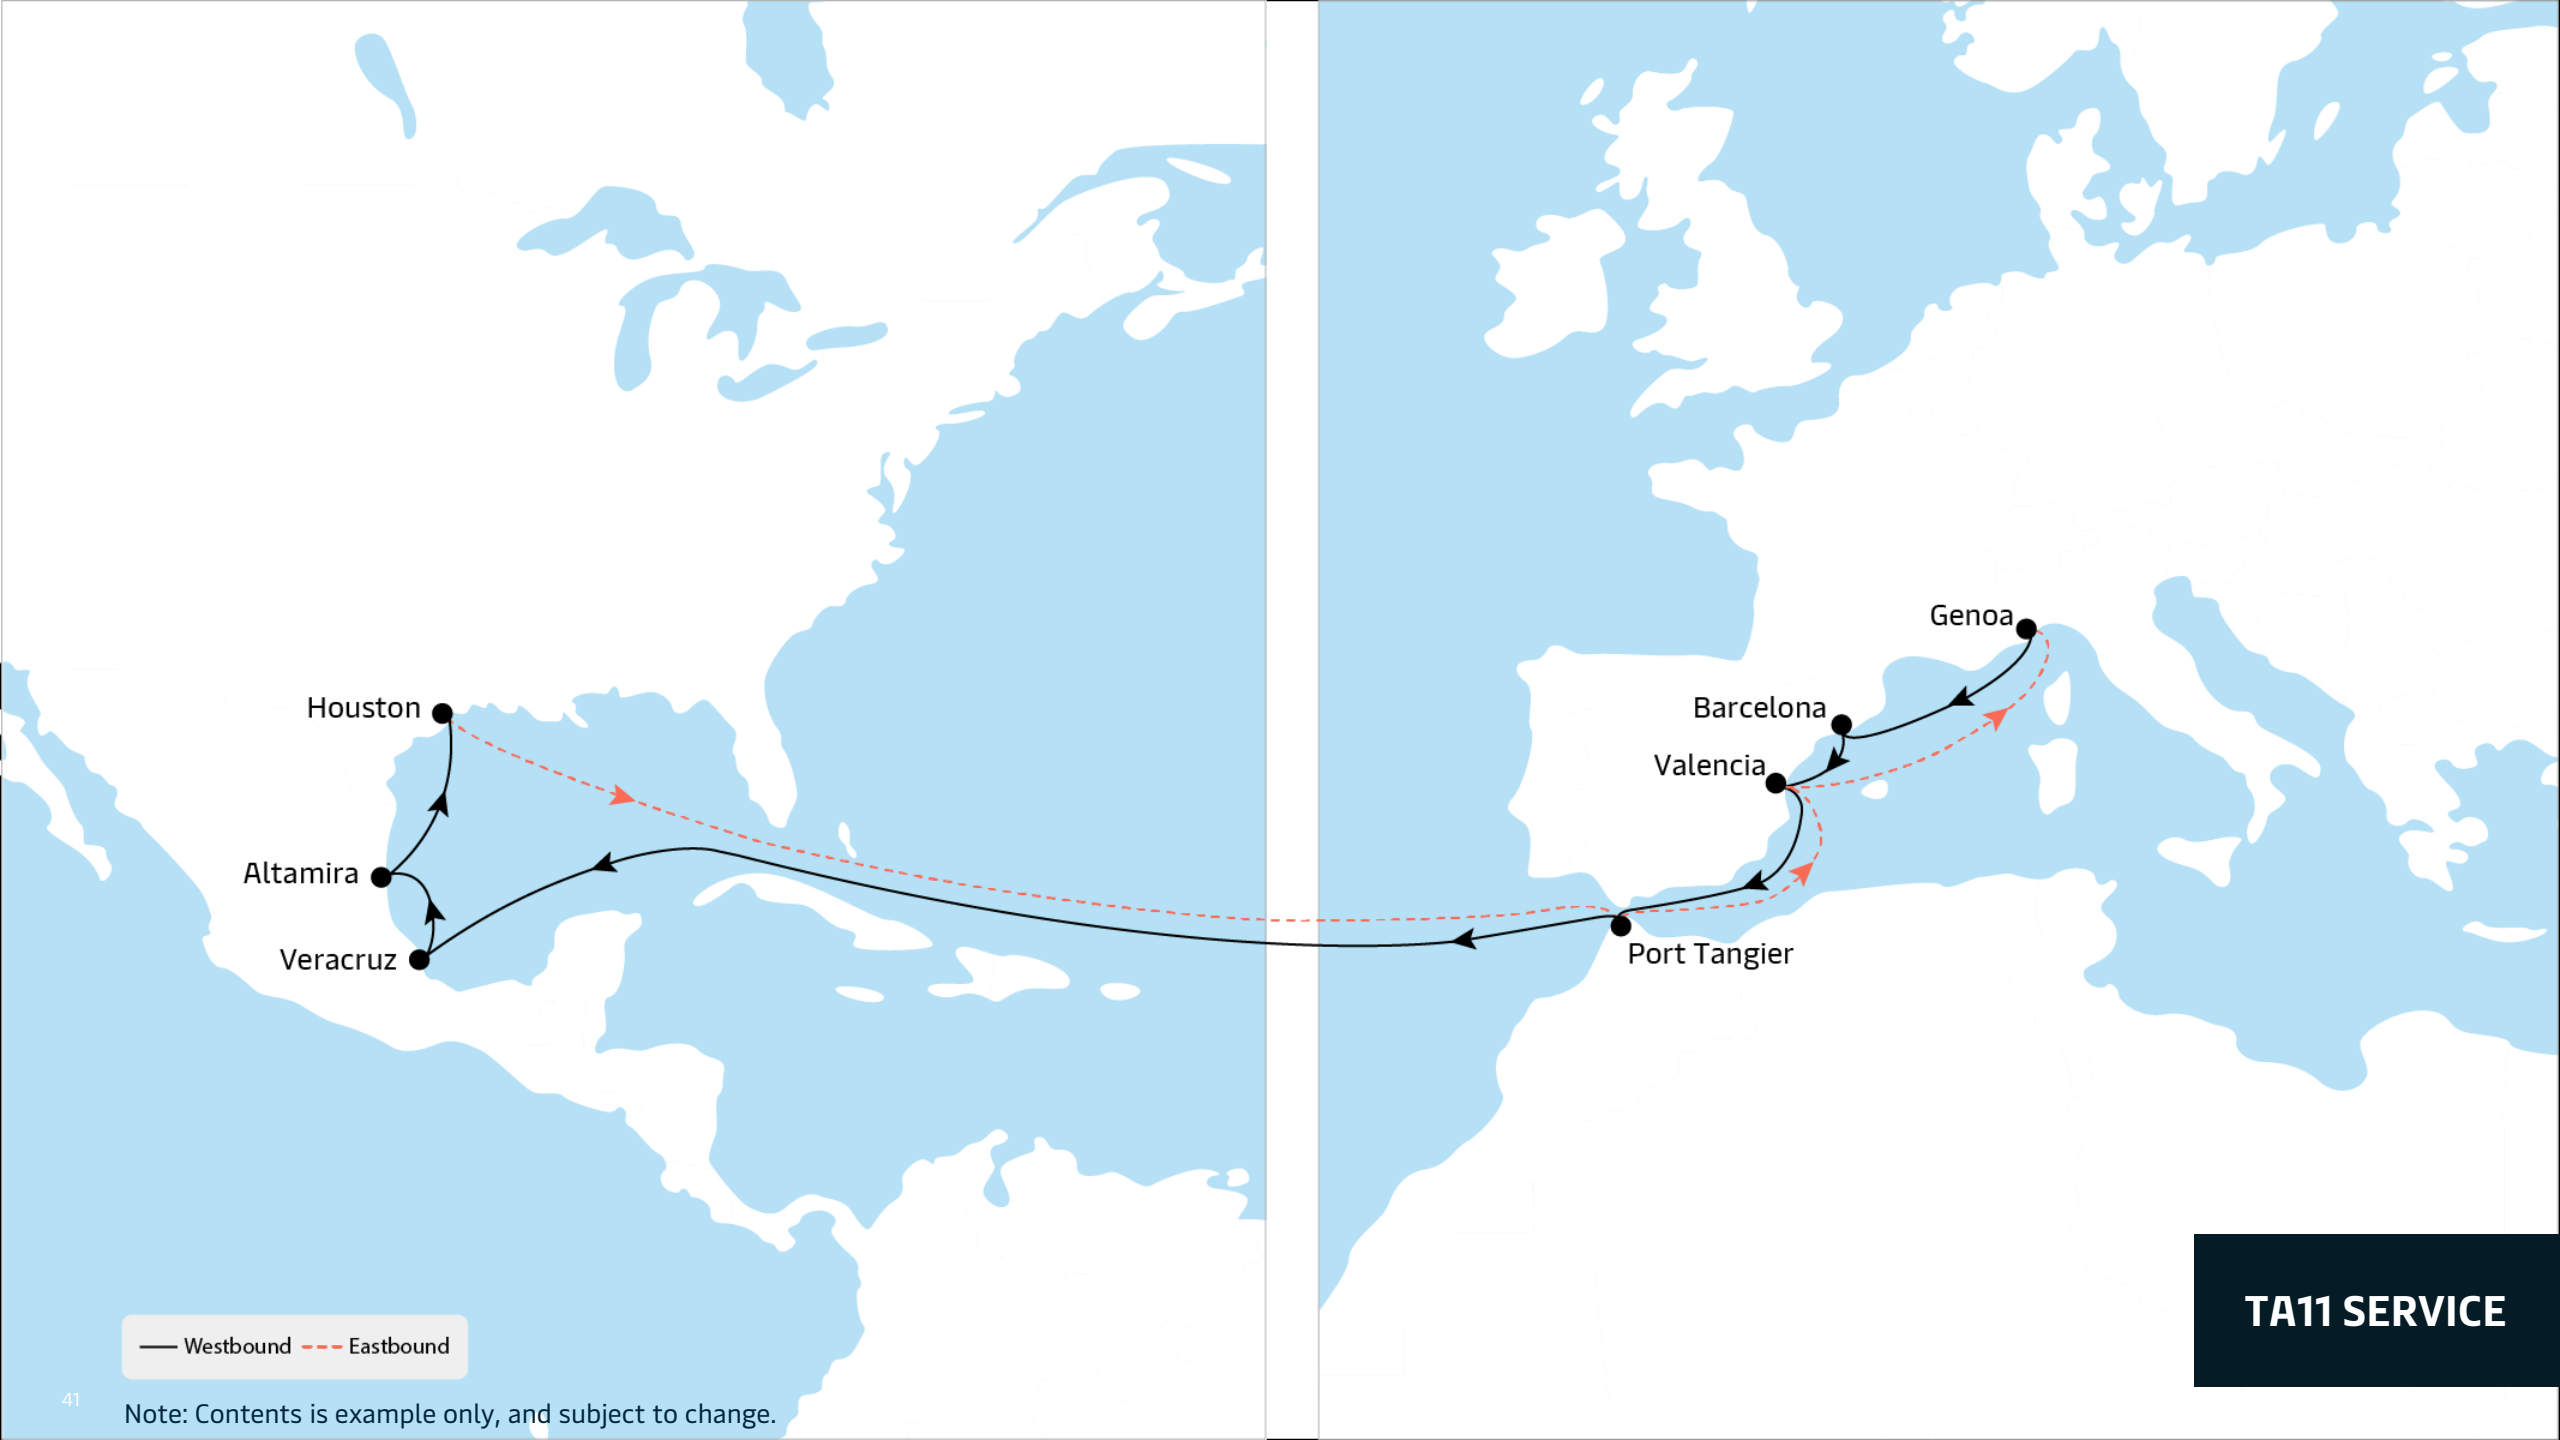 Genoa
Houston
Barcelona
Valencia
Altamira
Veracruz
Port Tangier
TA11 SERVICE
Westbound Eastbound
41
Note: Contents is example only, and subject to change.